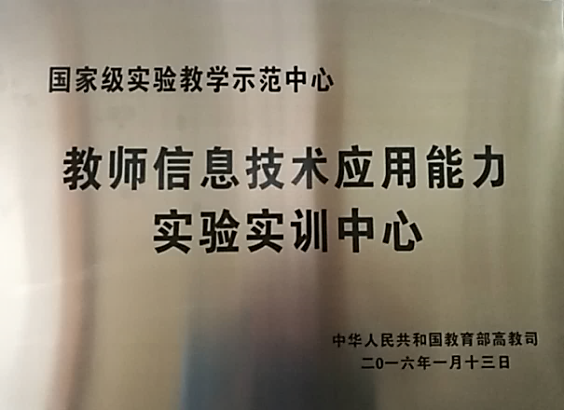 国家级实验教学示范中心
教师信息技术应用能力
实验实训中心
中华人民共和国教育部高教司
二0一六年一月十三日